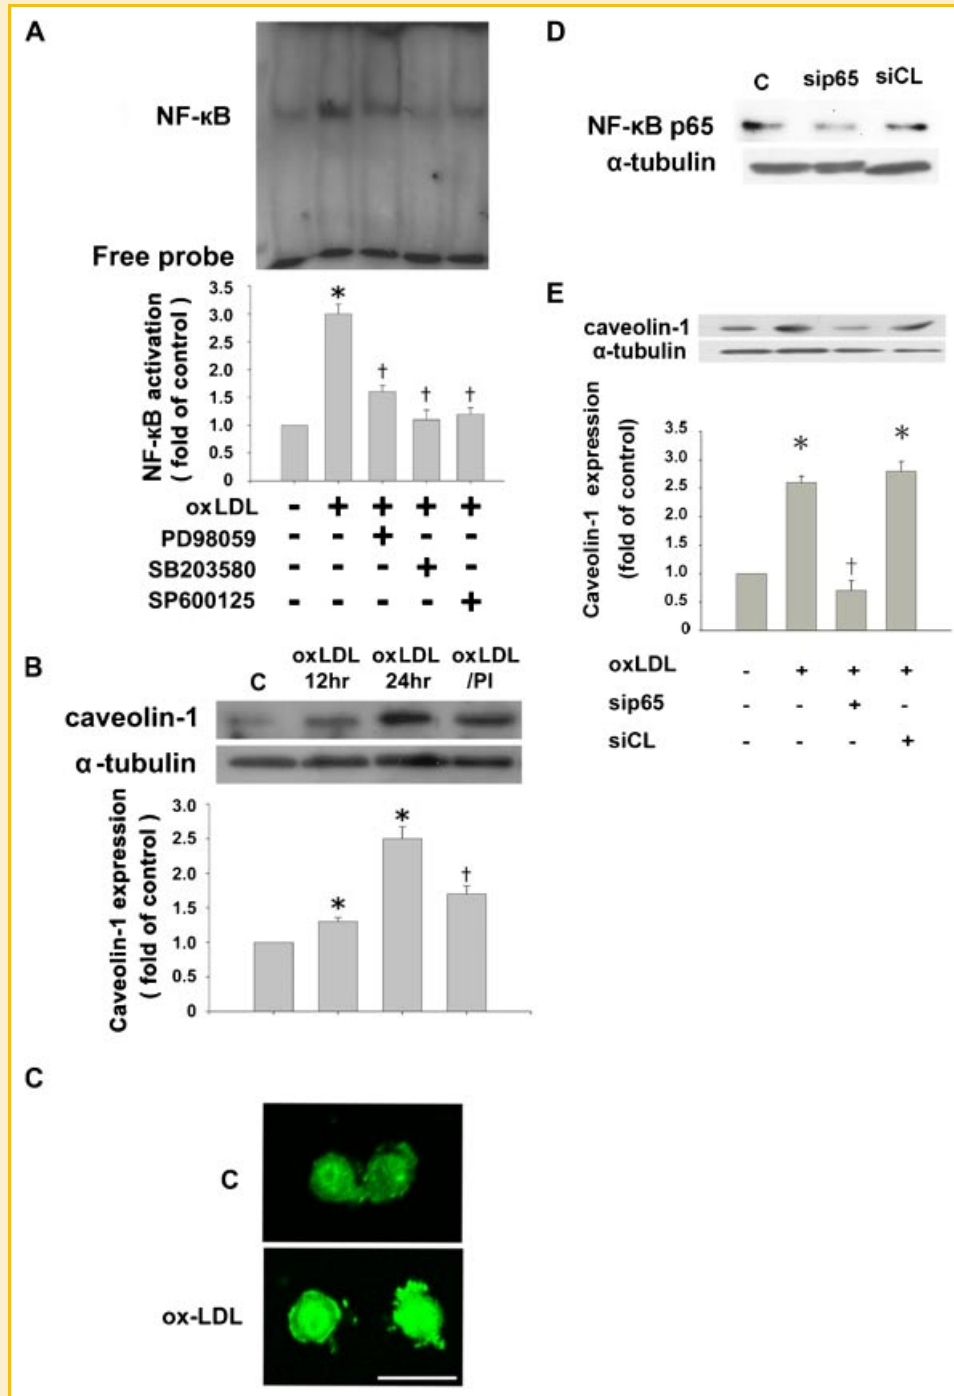 A
NF-κB
Free probe
NF-κB activation
( fold of control )
3.5
3.0
2.5
2.0
1.5
1.0
0.5
0
*
†
†
†
oxLDL - + + + +
PD98059 - - + - -
SB203580 - - - + -
SP600125 - - - - +
B
C oxLDL 12hr oxLDL 24hr oxLDL /PI
caveolin-1
α-tubulin
Caveolin-1 expression
( fold of control )
3.0
2.5
2.0
1.5
1.0
0.5
0
*
*
†
C
C
ox-LDL
D
C sip65 siCL
NF-κB p65
α-tubulin
E
caveolin-1
α-tubulin
Caveolin-1 expression
(fold of control)
3.5
3.0
2.5
2.0
1.5
1.0
0.5
0
*
†
*
oxLDL - + + +
sip65 - - + -
siCL - - - +